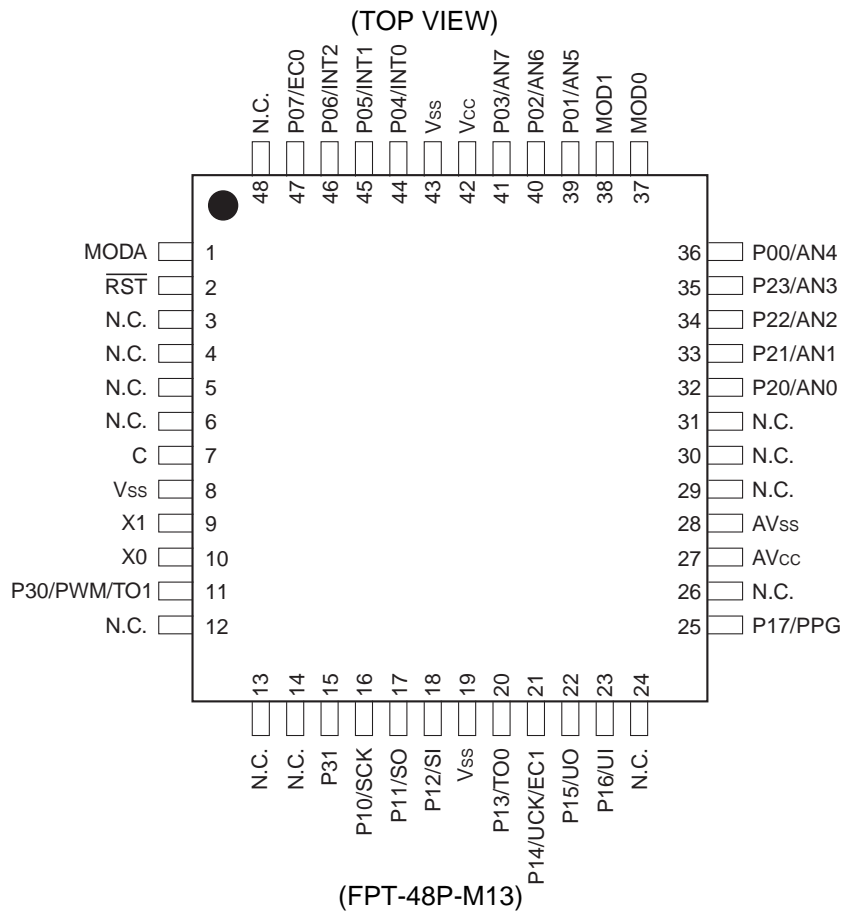 (TOP VIEW)
N.C.
P07/EC0
P06/INT2
P05/INT1
P04/INT0
Vss
Vcc
P03/AN7
P02/AN6
P01/AN5
MOD1
MOD0
48
47
46
45
44
43
42
41
40
39
38
37
MODA 1
RST 2
N.C. 3
N.C. 4
N.C. 5
N.C. 6
C 7
Vss 8
X1 9
X0 10
P30/PWM/TO1 11
N.C. 12
36 P00/AN4
35 P23/AN3
34 P22/AN2
33 P21/AN1
32 P20/AN0
31 N.C.
30 N.C.
29 N.C.
28 AVss
27 AVcc
26 N.C.
25 P17/PPG
13
14
15
16
17
18
19
20
21
22
23
24
N.C.
N.C.
P31
P10/SCK
P11/SO
P12/SI
Vss
P13/TO0
P14/UCK/EC1
P15/UO
P16/UI
N.C.
(FPT-48P-M13)